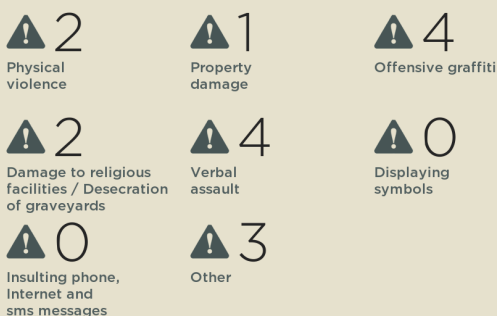 2
Physical
violence
1
Property
damage
4
Offensive graffiti
2
Damage to religious
facilities / Desecration
of graveyards
4
Verbal
assault
0
Displaying
symbols
0
Insulting phone,
Internet and
sms messages
3
Other